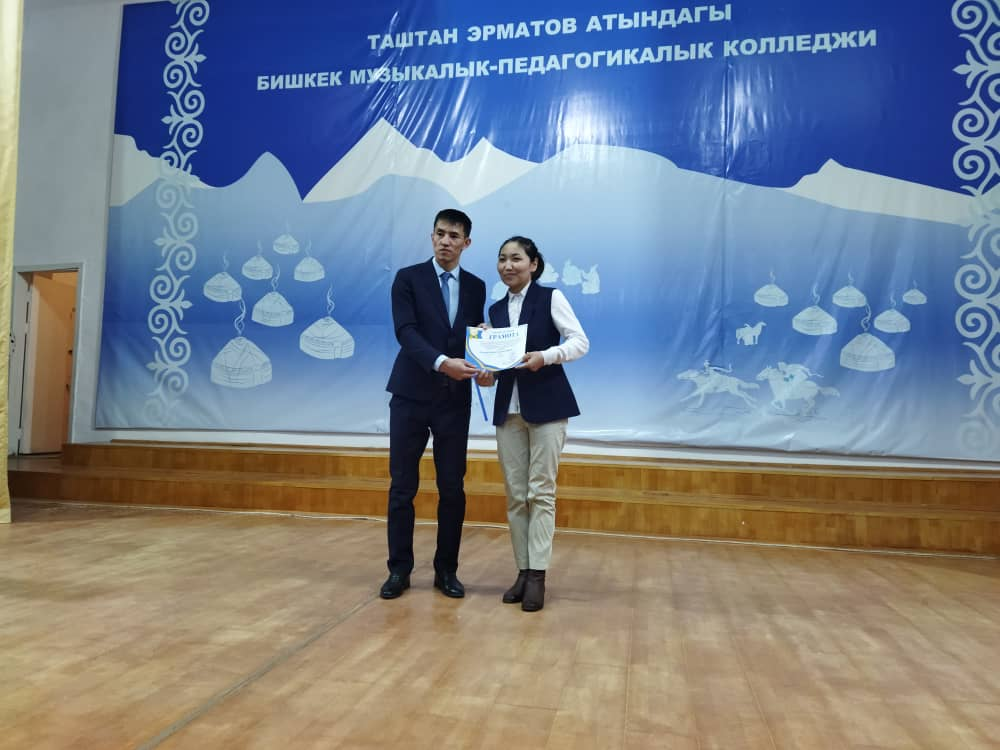 ТАШТАН ЭРМАТОВ АТЫНДАГЫ
БИШКЕК МУЗЫКАЛЫК-ПЕДАГОГИКАЛЫК КОЛЛЕДЖИ
ГРАМОТА